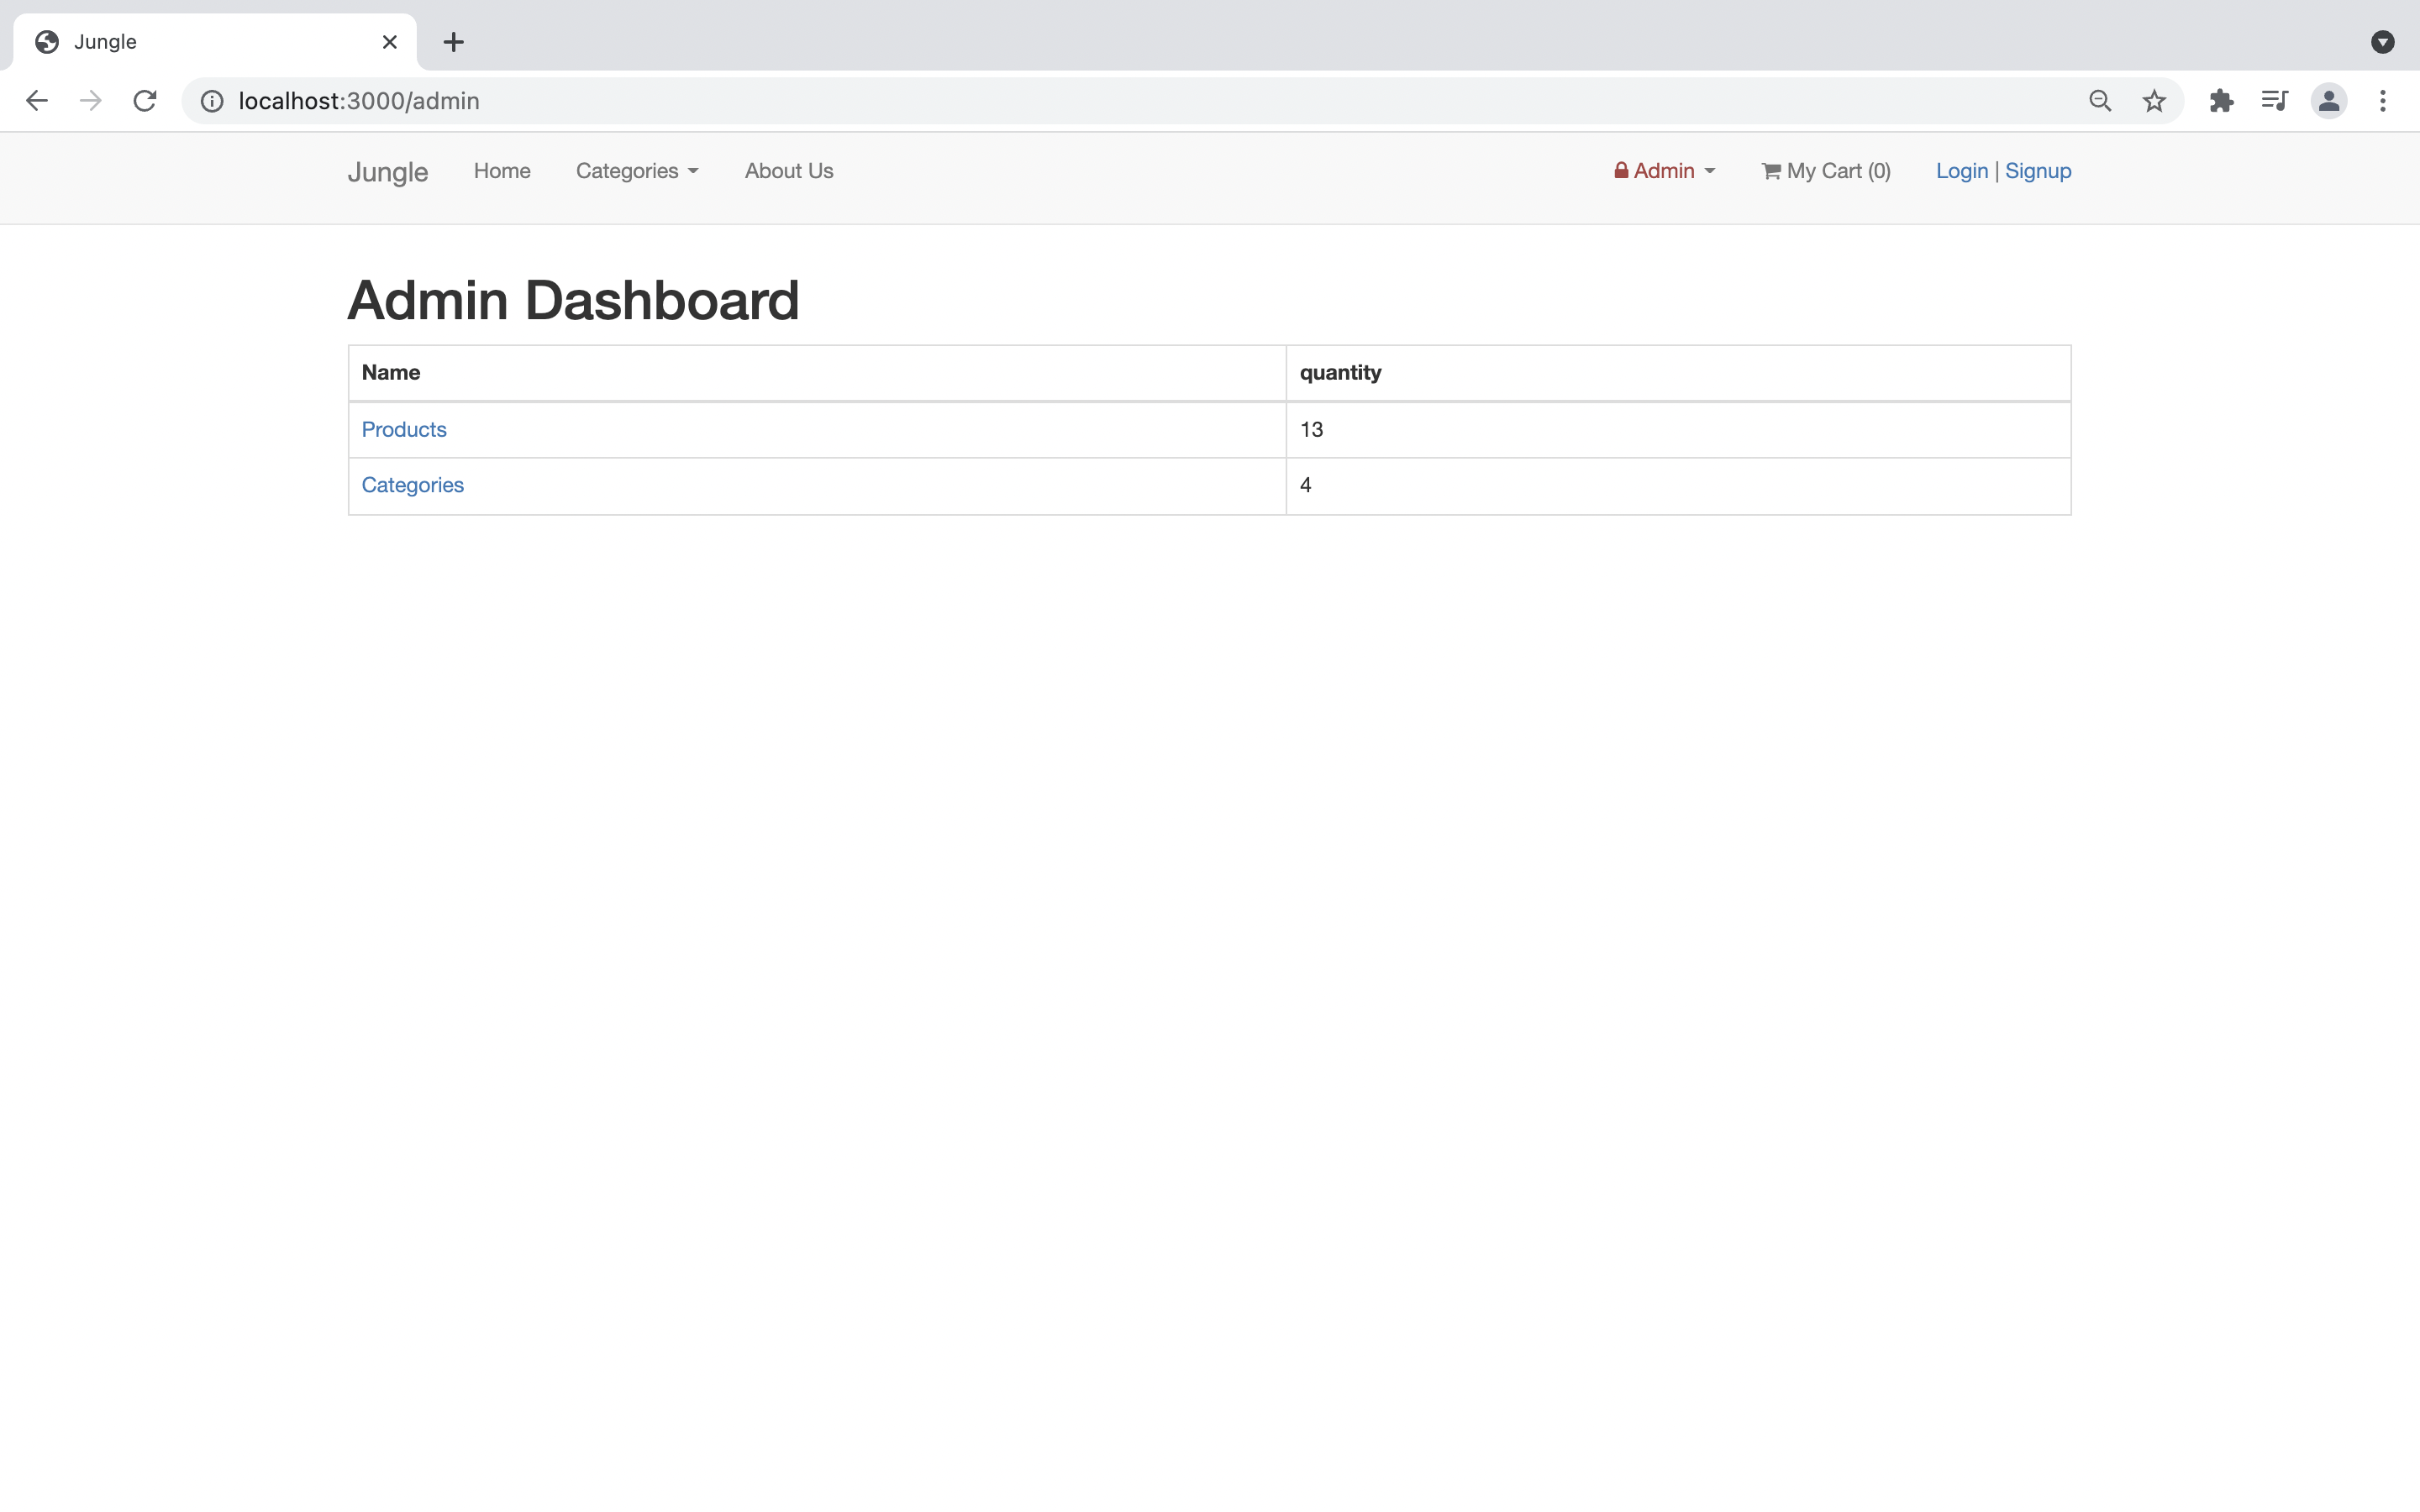 Jungle
localhost:3000/admin
Jungle Home Categories About Us Admin My Cart (0) Login | Signup
Admin Dashboard
Name quantity
Products 13
Categories 4